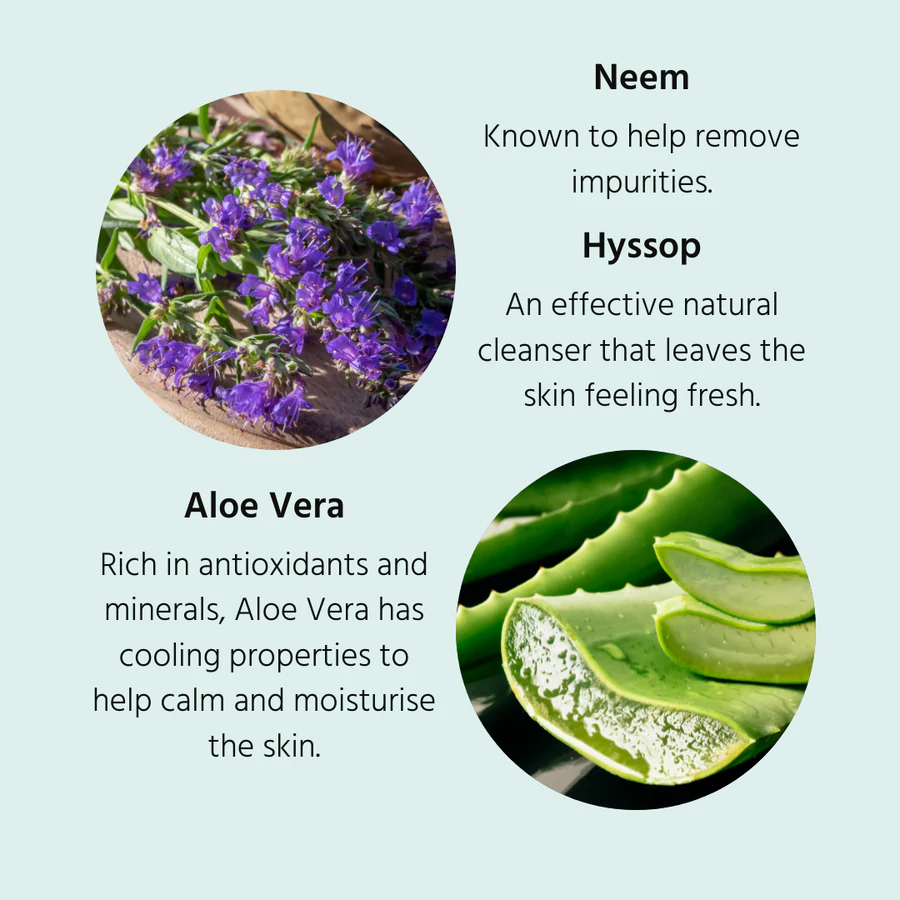 Neem
Known to help remove
impurities.
Hyssop
An effective natural
cleanser that leaves the
skin feeling fresh.
Aloe Vera
Rich in antioxidants and
minerals, Aloe Vera has
cooling properties to
help calm and moisturise
the skin.